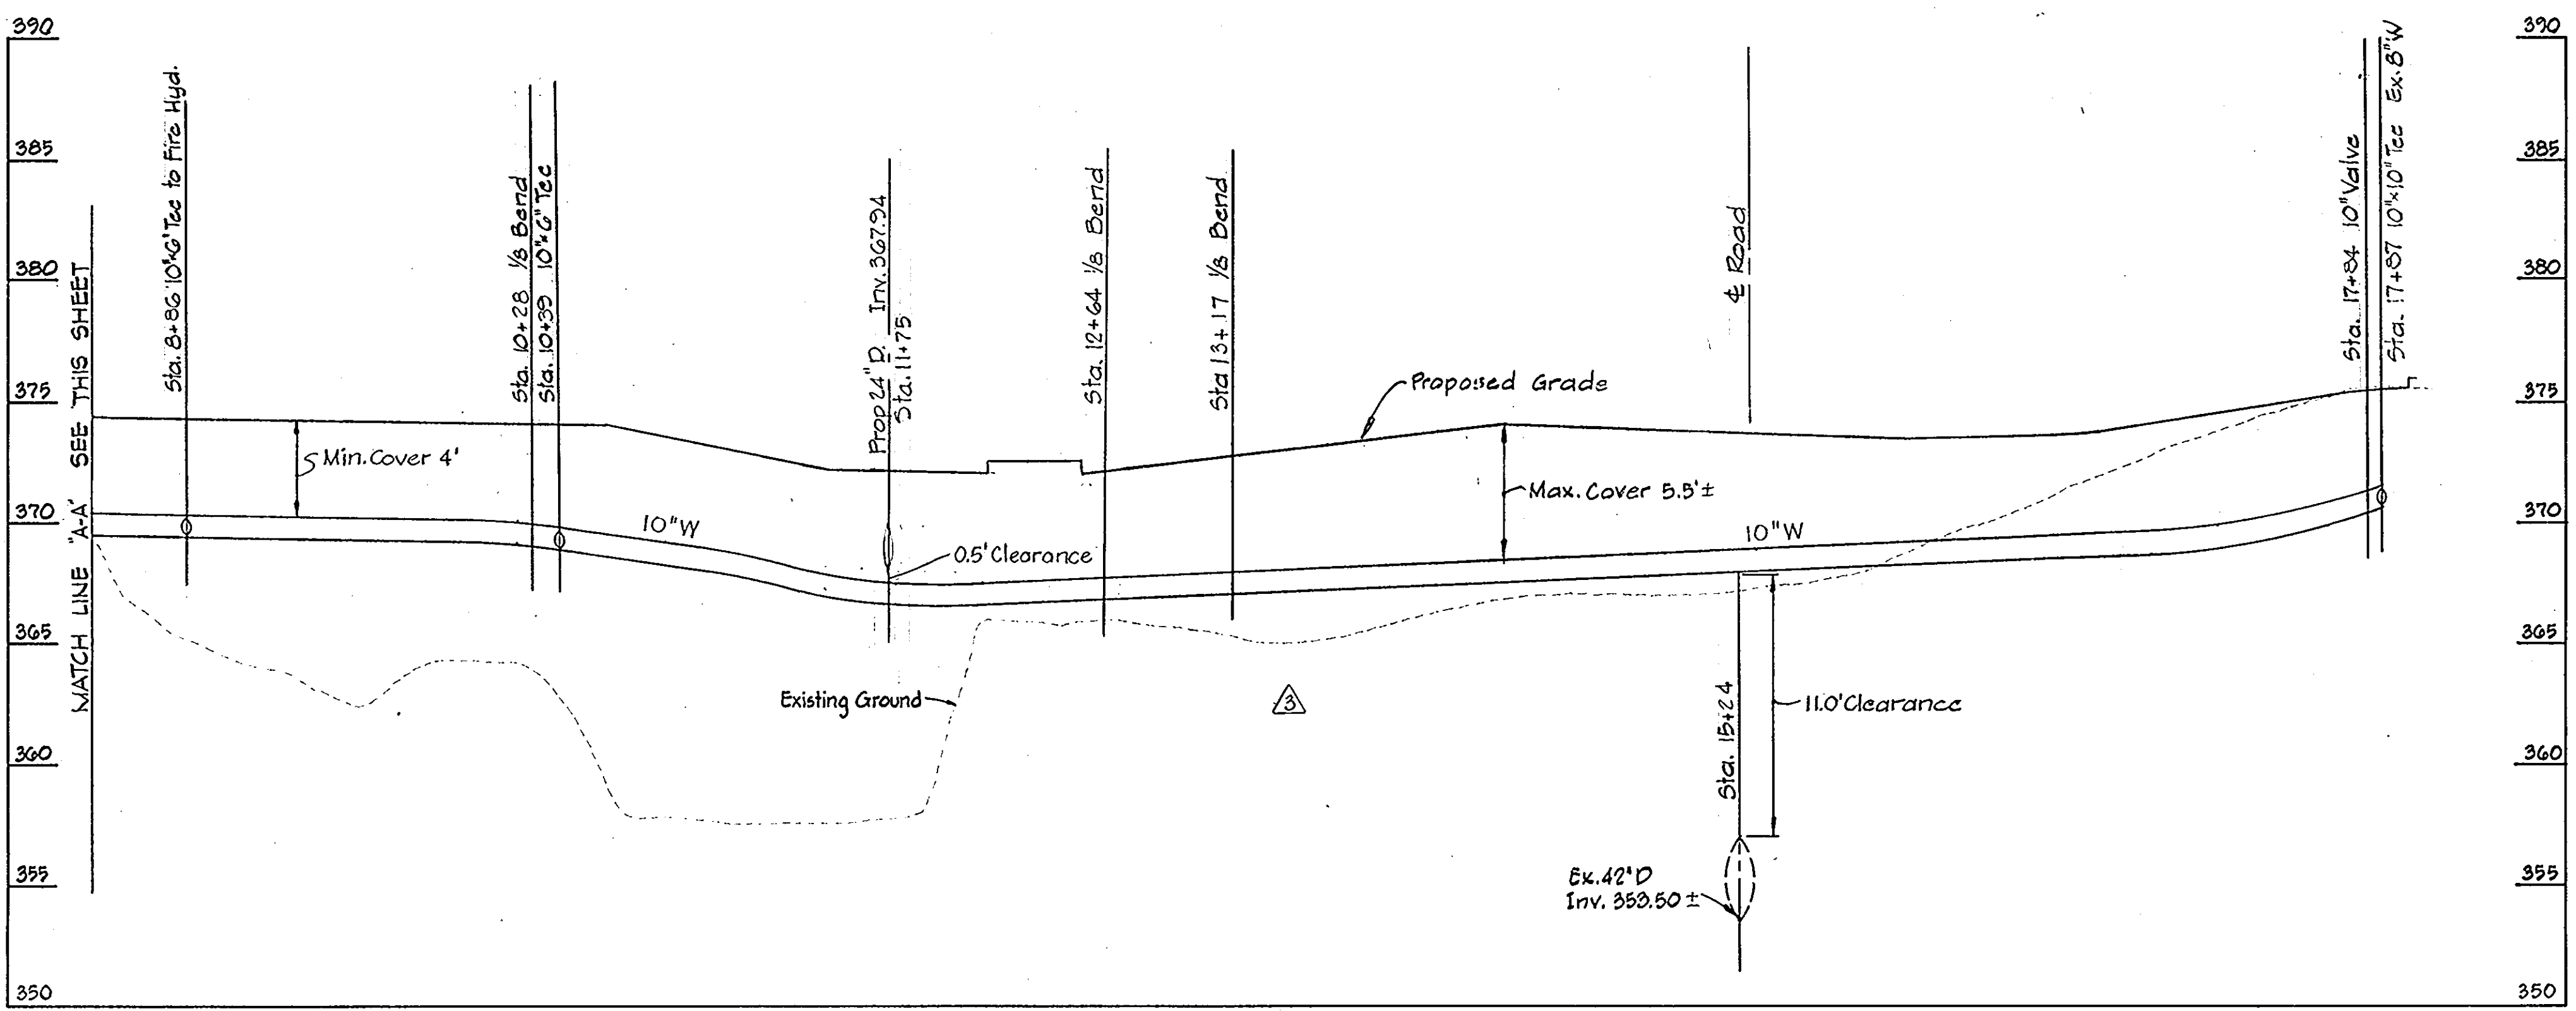 390
385
380
375
370
365
360
355
350
MATCH LINE "A-A" SEE THIS SHEET
Sta. 8+86 10"x6" Tee to Fire Hyd.
Min. Cover 4'
Sta. 10+28 1/8 Bend
Sta. 10+39 10"x6" Tee
10"W
Prop 24" D. Inv. 367.94
Sta. 11+75
0.5' Clearance
Existing Ground
Sta. 12+64 1/8 Bend
Sta 13+17 1/8 Bend
3
Proposed Grade
Max. Cover 5.5'±
℄ Road
10"W
Sta. 15+24
11.0' Clearance
Ex. 42"D
Inv. 353.50 ±
Sta. 17+84 10" Valve
Sta. 17+87 10"x10" Tee Ex. 8"W
390
385
380
375
370
365
360
355
350